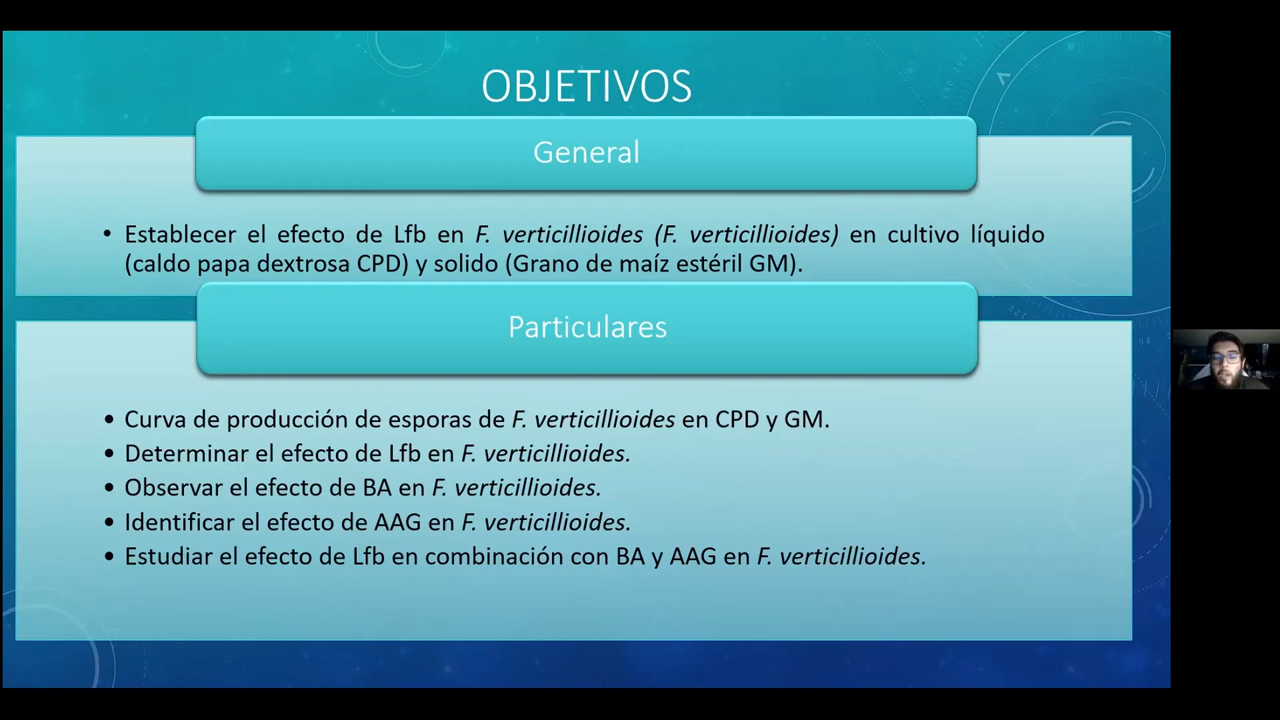 OBJETIVOS
General
• Establecer el efecto de Lfb en F. verticillioides (F. verticillioides) en cultivo líquido
(caldo papa dextrosa CPD) y solido (Grano de maíz estéril GM).
Particulares
• Curva de producción de esporas de F. verticillioides en CPD y GM.
• Determinar el efecto de Lfb en F. verticillioides.
• Observar el efecto de BA en F. verticillioides.
• Identificar el efecto de AAG en F. verticillioides.
• Estudiar el efecto de Lfb en combinación con BA y AAG en F. verticillioides.